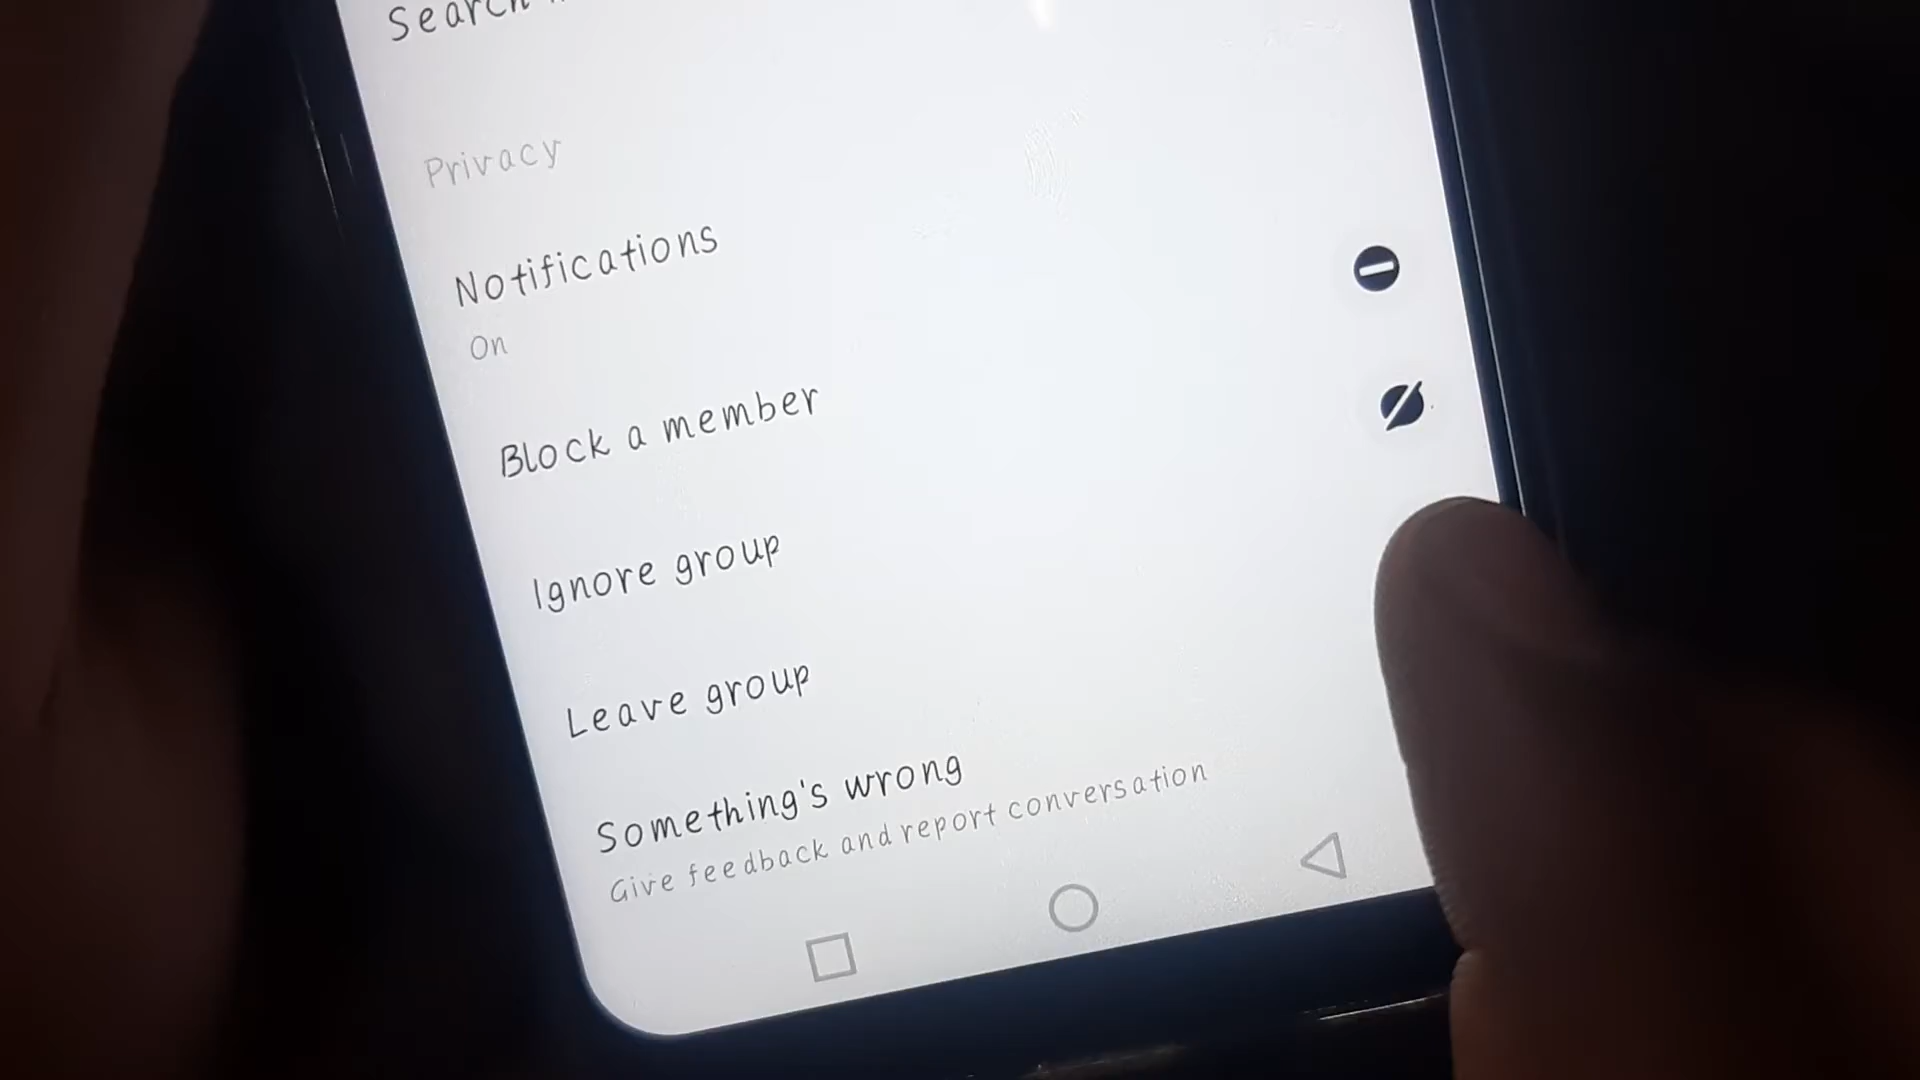 Search
Privacy
Notifications
On
Block a member
Ignore group
Leave group
Something's wrong
Give feedback and report conversation